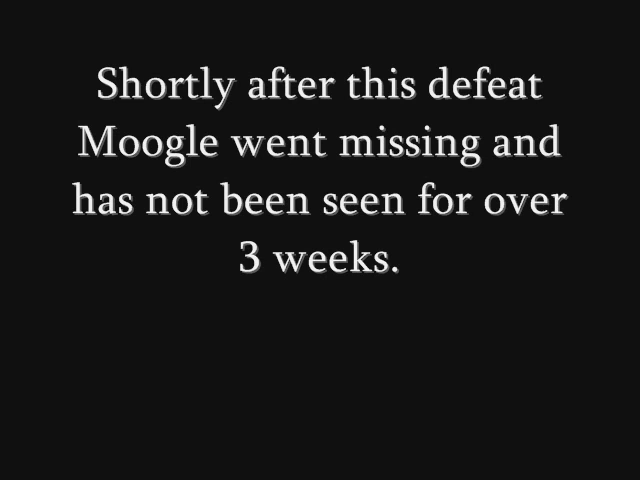 Shortly after this defeat
Moogle went missing and
has not been seen for over
3 weeks.